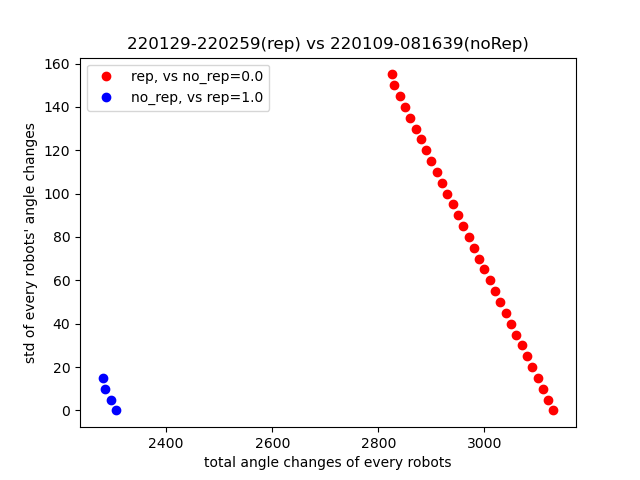 220129-220259(rep) vs 220109-081639(noRep)
rep, vs no_rep=0.0
no_rep, vs rep=1.0
160
140
120
100
80
60
40
20
0
std of every robots' angle changes
2400
2600
2800
3000
total angle changes of every robots